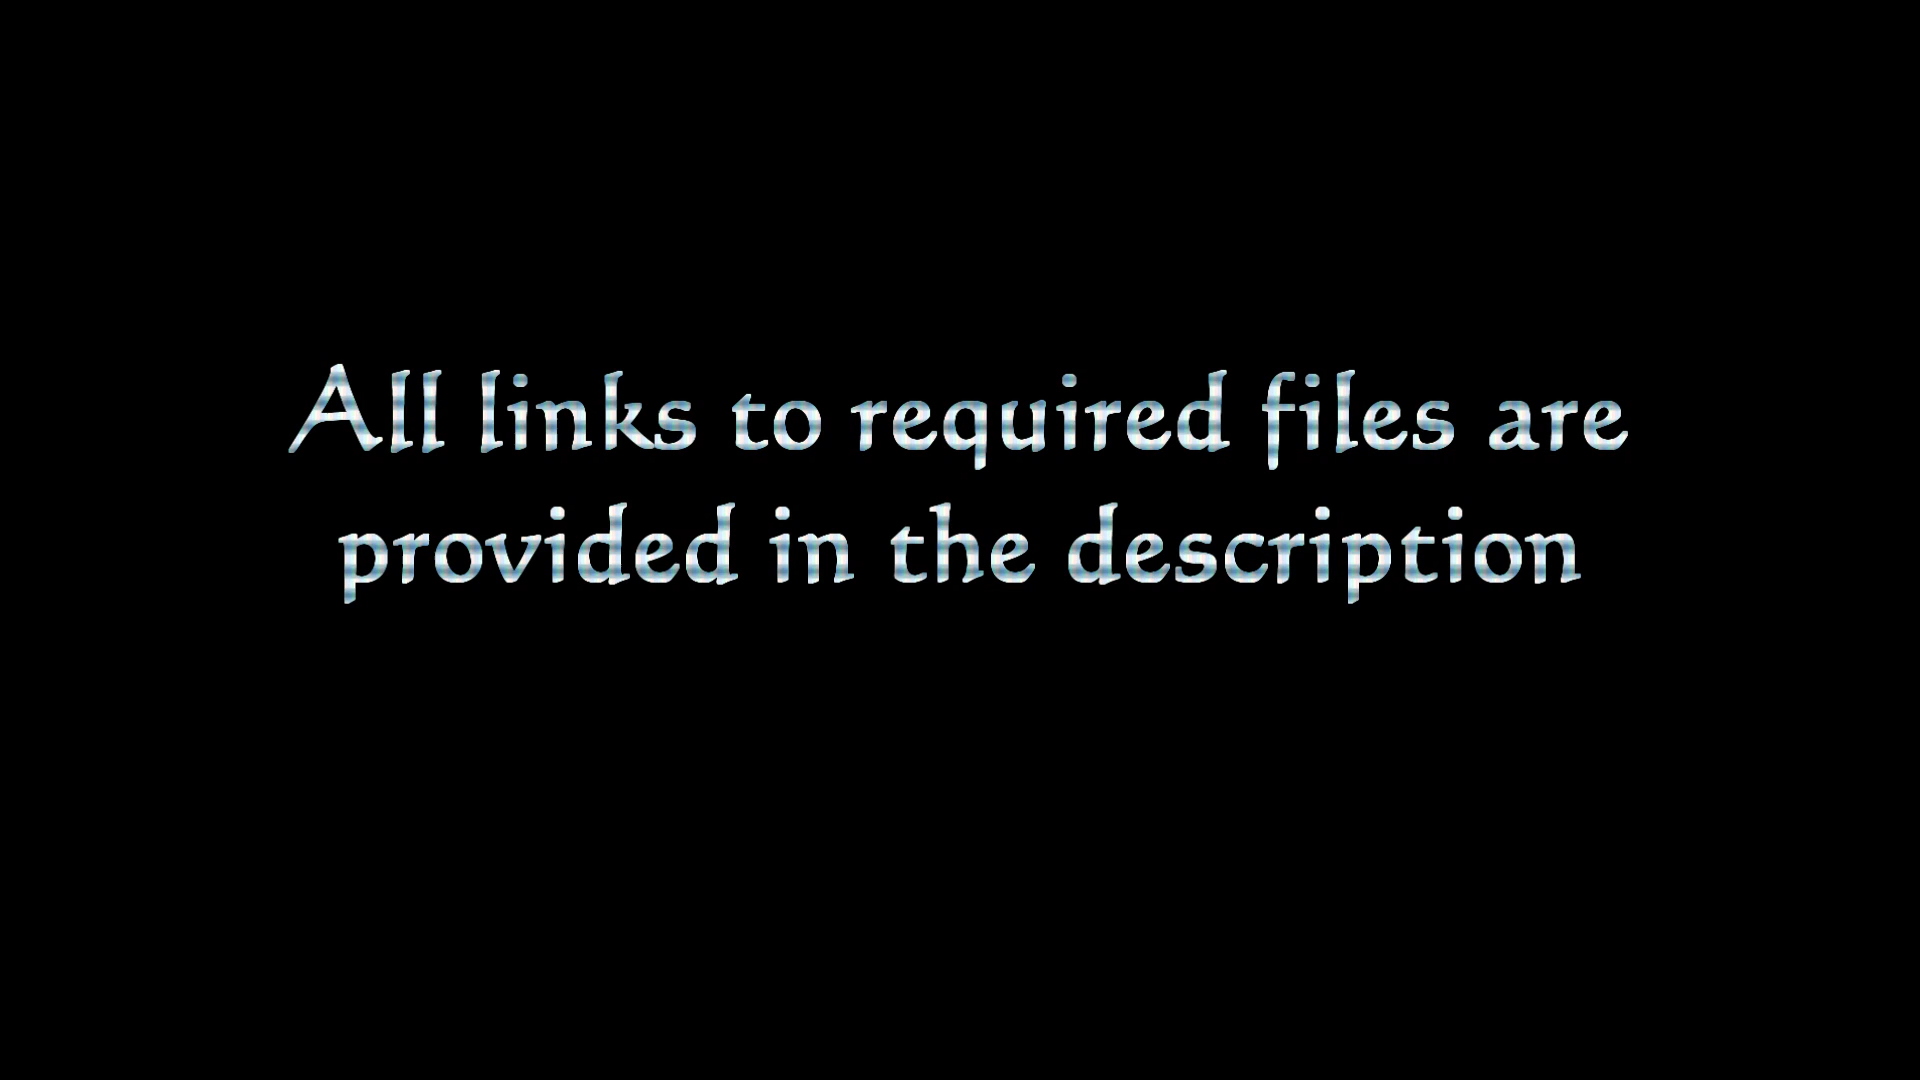 All links to required files are
provided in the description